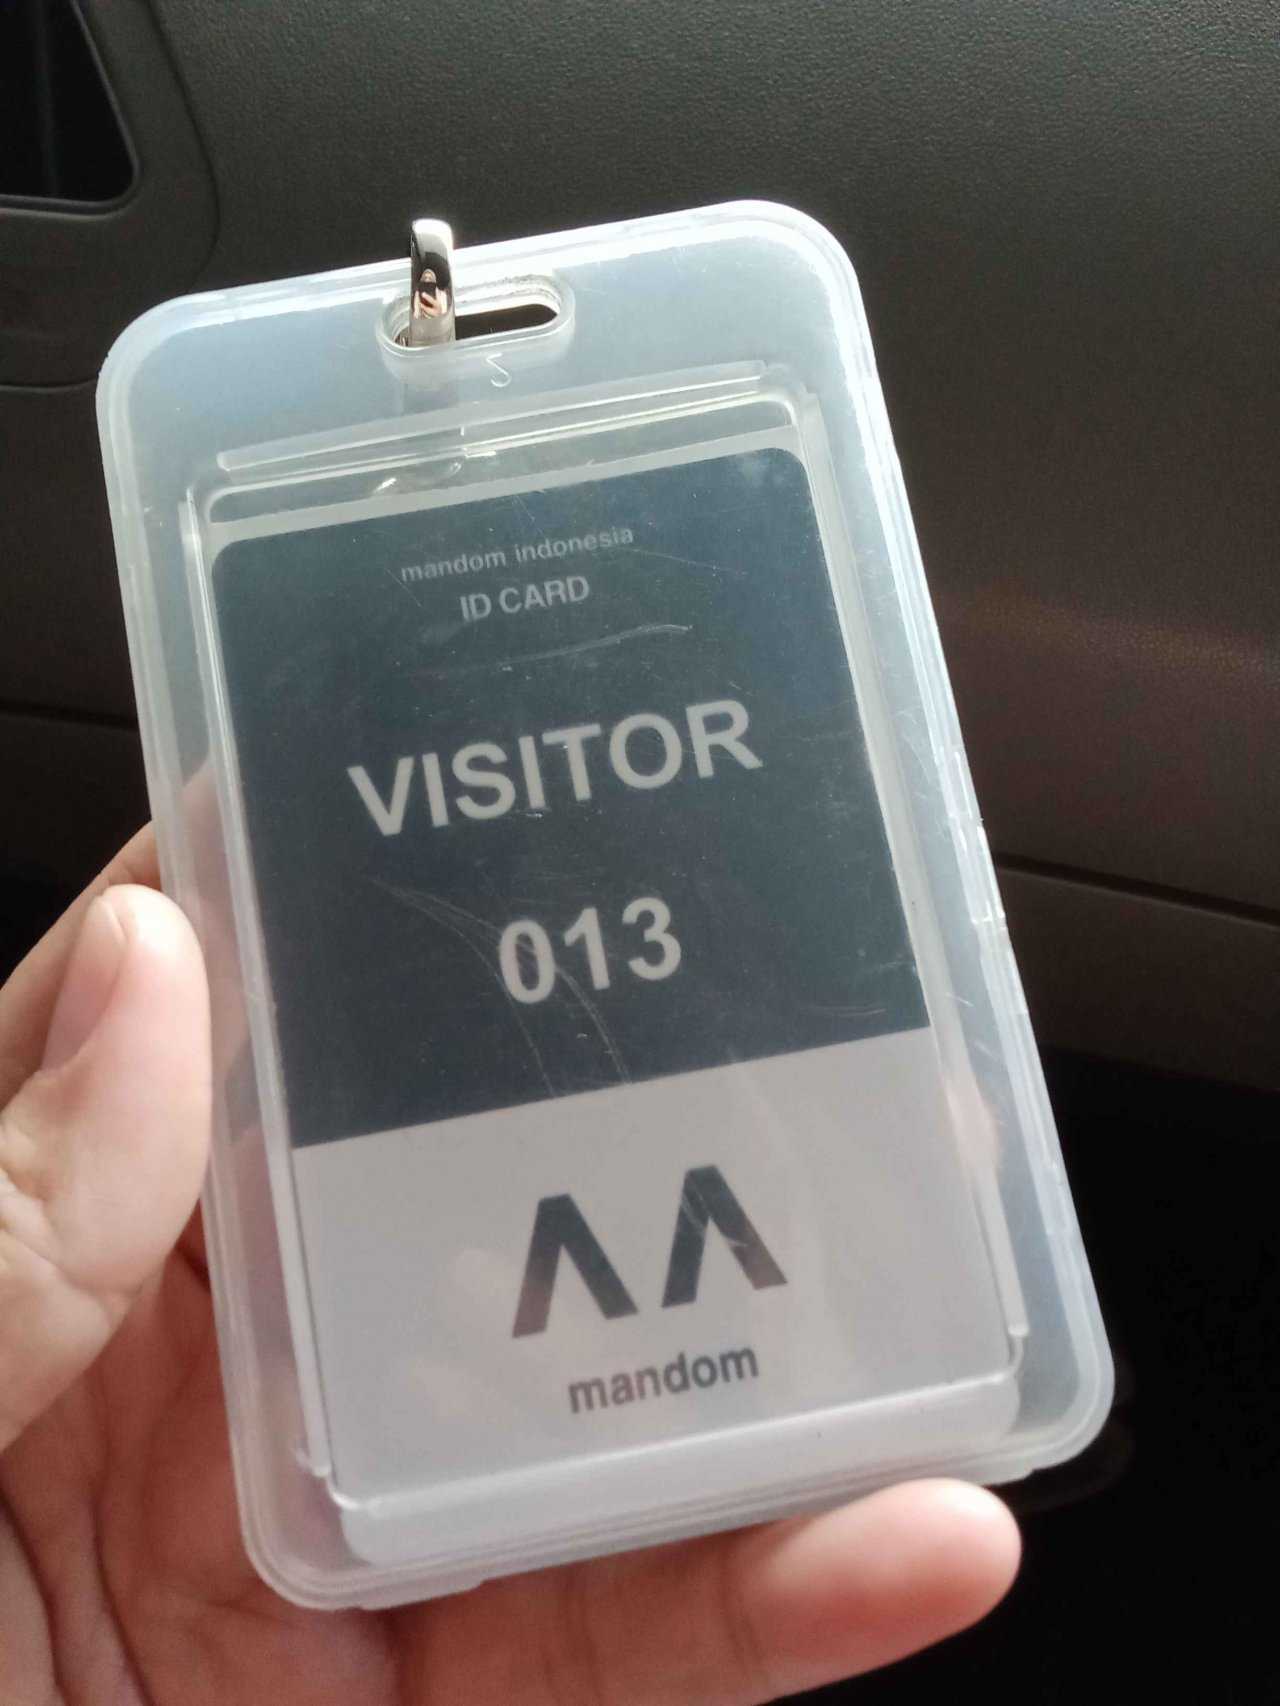 mandom indonesia
ID CARD
VISITOR
013
mandom